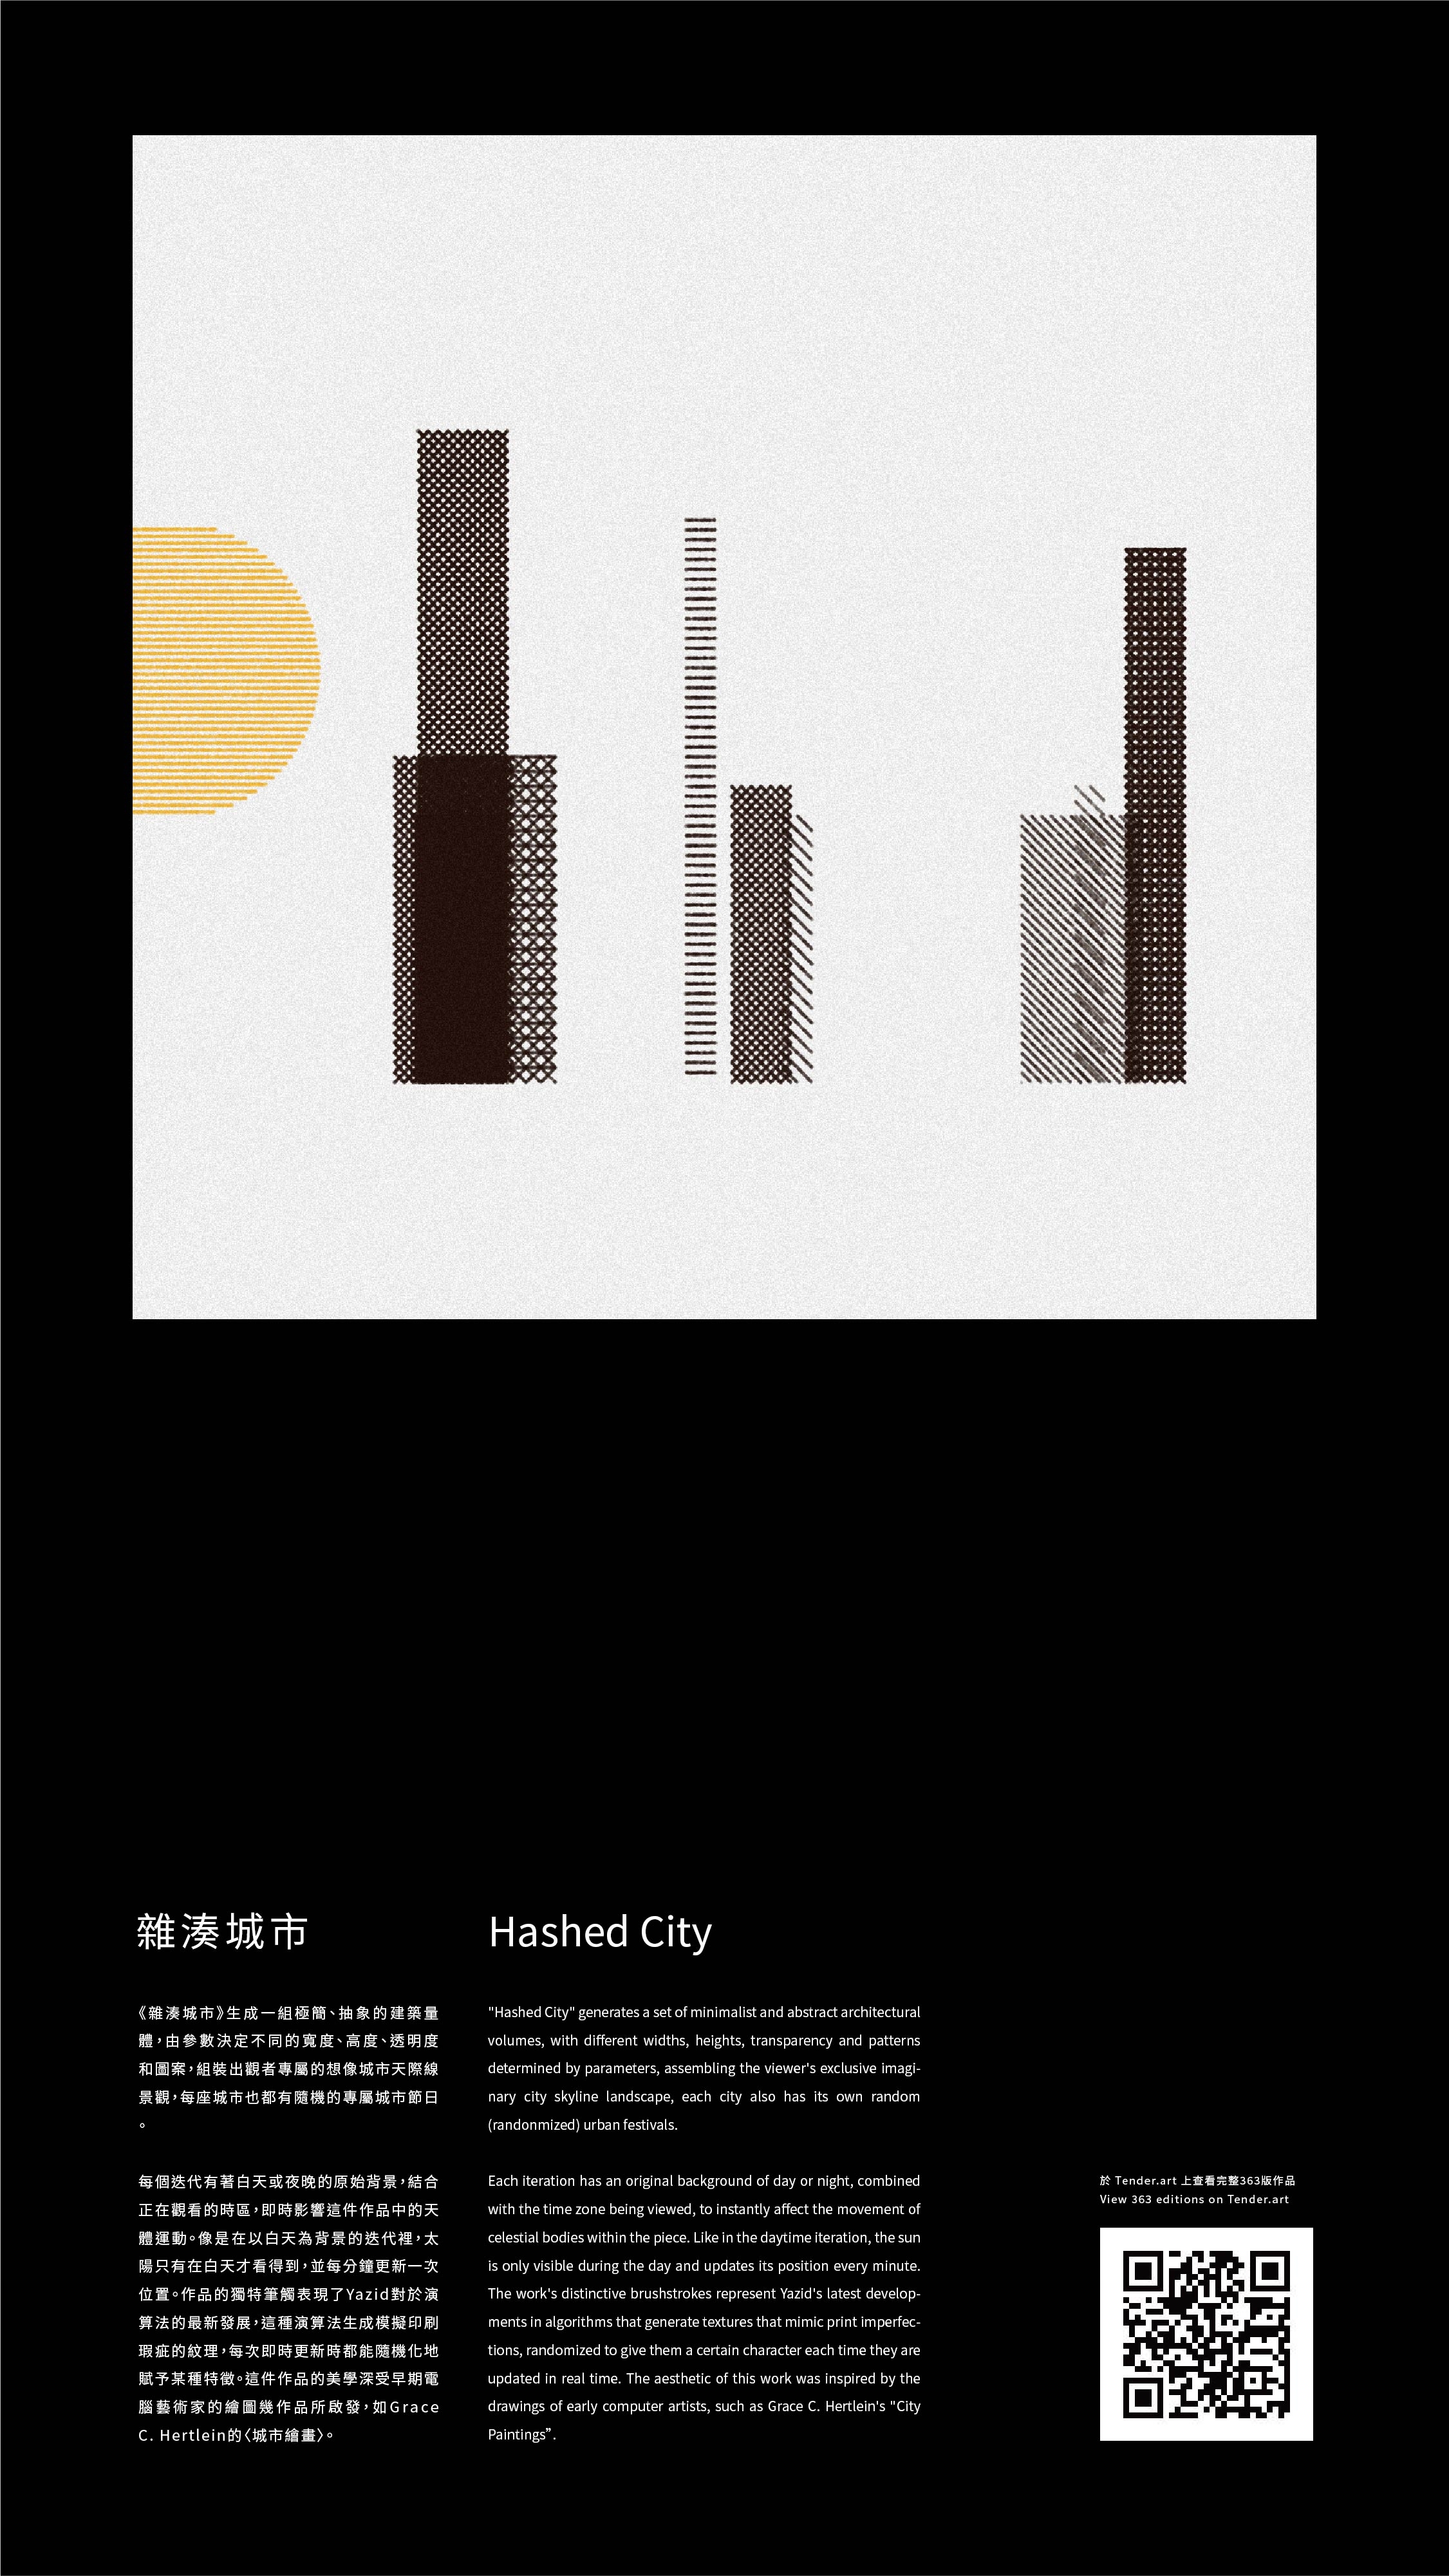 雜湊城市
《雜湊城市》生成一組極簡、抽象的建築量
體，由參數決定不同的寬度、高度、透明度
和圖案，組裝出觀者專屬的想像城市天際線
景觀，每座城市也都有隨機的專屬城市節日
。
每個迭代有著白天或夜晚的原始背景，結合
正在觀看的時區，即時影響這件作品中的天
體運動。像是在以白天為背景的迭代裡，太
陽只有在白天才看得到，並每分鐘更新一次
位置。作品的獨特筆觸表現了Yazid對於演
算法的最新發展，這種演算法生成模擬印刷
瑕疵的紋理，每次即時更新時都能隨機化地
賦予某種特徵。這件作品的美學深受早期電
腦藝術家的繪圖幾作品所啟發，如Grace
C. Hertlein的〈城市繪畫〉。
Hashed City
"Hashed City" generates a set of minimalist and abstract architectural
volumes, with different widths, heights, transparency and patterns
determined by parameters, assembling the viewer's exclusive imagi-
nary city skyline landscape, each city also has its own random
(randonmized) urban festivals.
Each iteration has an original background of day or night, combined
with the time zone being viewed, to instantly affect the movement of
celestial bodies within the piece. Like in the daytime iteration, the sun
is only visible during the day and updates its position every minute.
The work's distinctive brushstrokes represent Yazid's latest develop-
ments in algorithms that generate textures that mimic print imperfec-
tions, randomized to give them a certain character each time they are
updated in real time. The aesthetic of this work was inspired by the
drawings of early computer artists, such as Grace C. Hertlein's "City
Paintings”.
於 Tender.art 上查看完整363版作品
View 363 editions on Tender.art